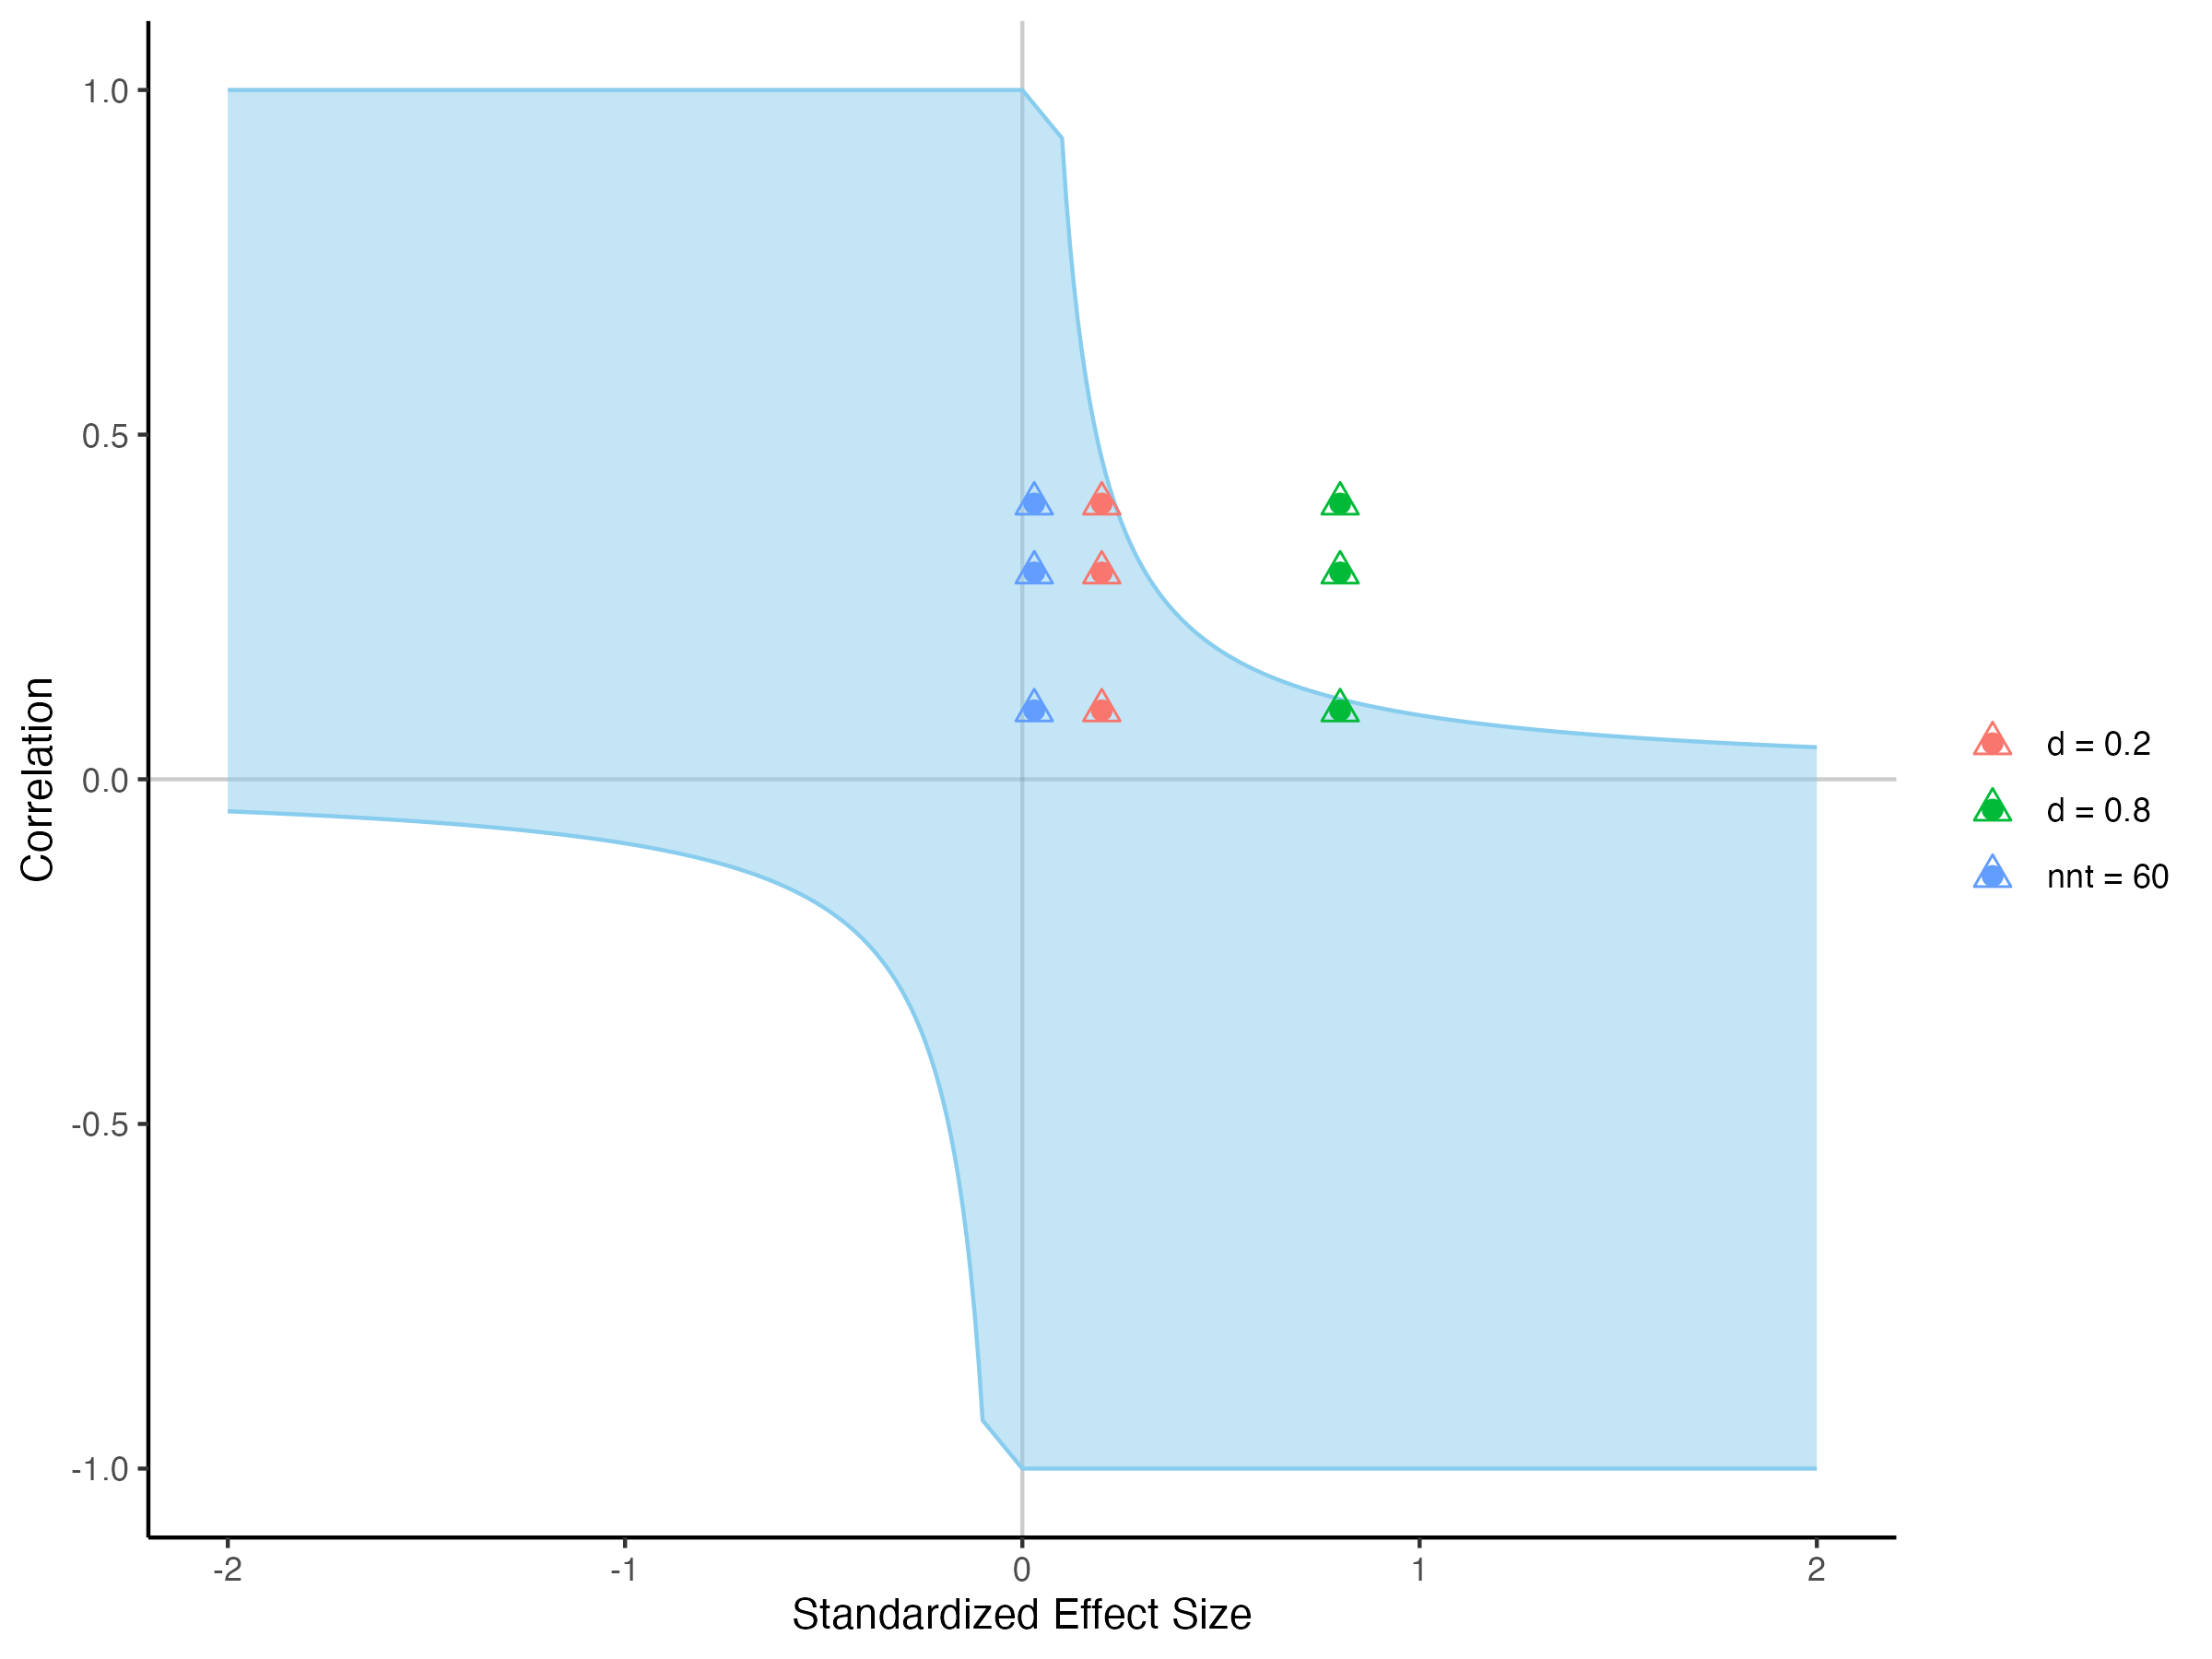 Correlation
1.0
0.5
0.0
-0.5
-1.0
-2
-1
0
1
2
Standardized Effect Size
d = 0.2
d = 0.8
nnt = 60